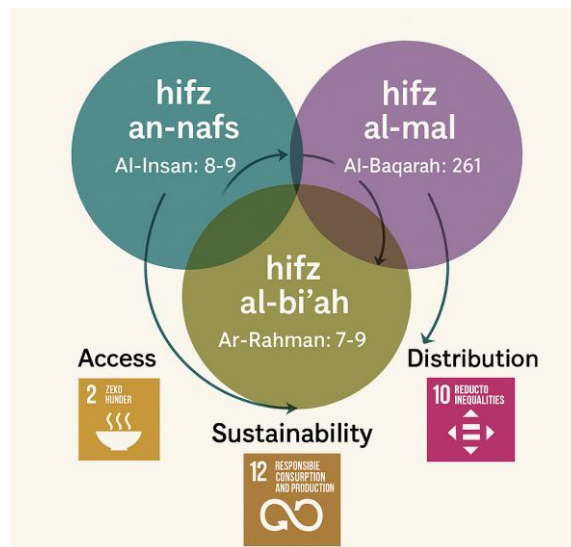 hifz
an-nafs
Al-Insan: 8-9
hifz
al-mal
Al-Baqarah: 261
hifz
al-bi’ah
Ar-Rahman: 7-9
Access
2 ZEKO
HUNDER
Distribution
10 REDUCTO
INEQUALITIES
Sustainability
12 RESPONSIBIE
CONSURPTION
AND PRODUCTION